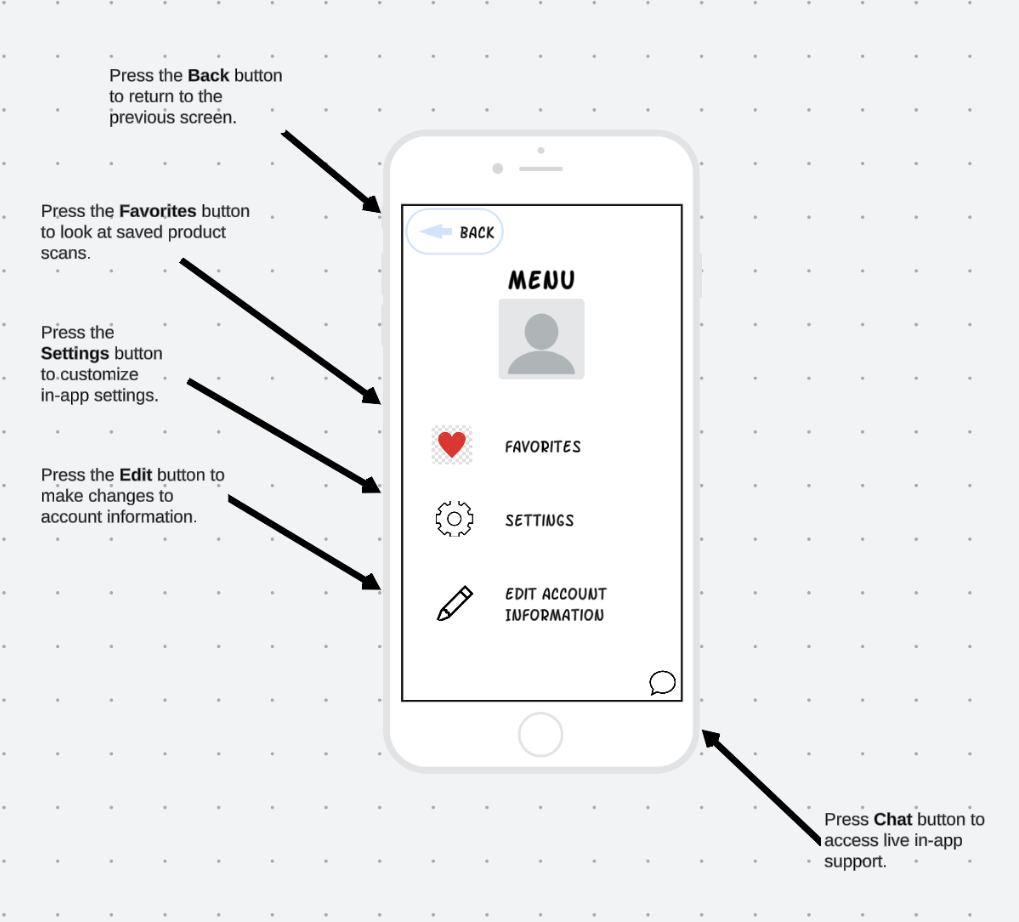 Press the Back button
to return to the
previous screen.
Press the Favorites button
to look at saved product
scans.
Press the
Settings button
to customize
in-app settings.
Press the Edit button to
make changes to
account information.
BACK
MENU
FAVORITES
SETTINGS
EDIT ACCOUNT
INFORMATION
Press Chat button to
access live in-app
support.